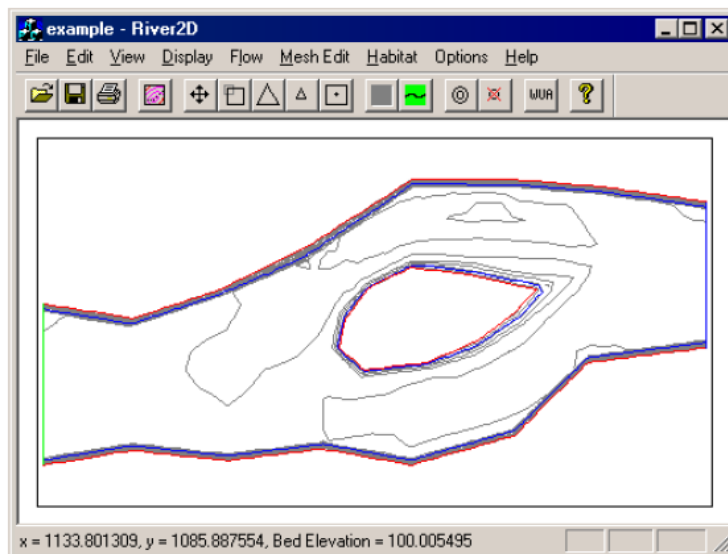 example - River2D
File Edit View Display Flow Mesh Edit Habitat Options Help
WUA ?
x = 1133.801309, y = 1085.887554, Bed Elevation = 100.005495